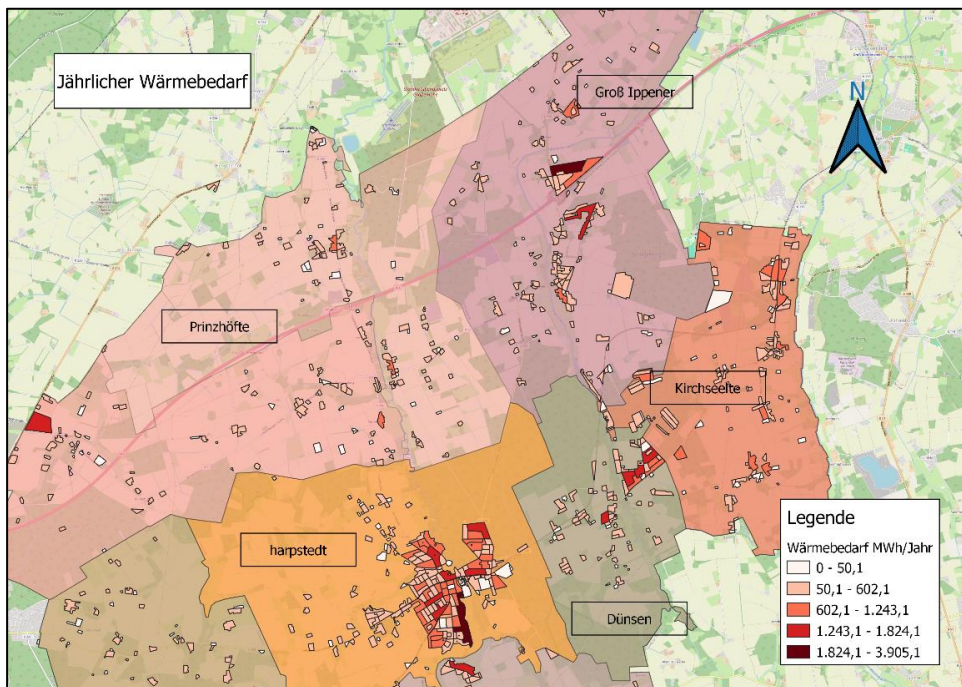 Jährlicher Wärmebedarf
Groß Ippener
N
Prinzhöfte
Kirchseelte
harpstedt
Dünsen
Legende
Wärmebedarf MWh/Jahr
0 - 50,1
50,1 - 602,1
602,1 - 1.243,1
1.243,1 - 1.824,1
1.824,1 - 3.905,1